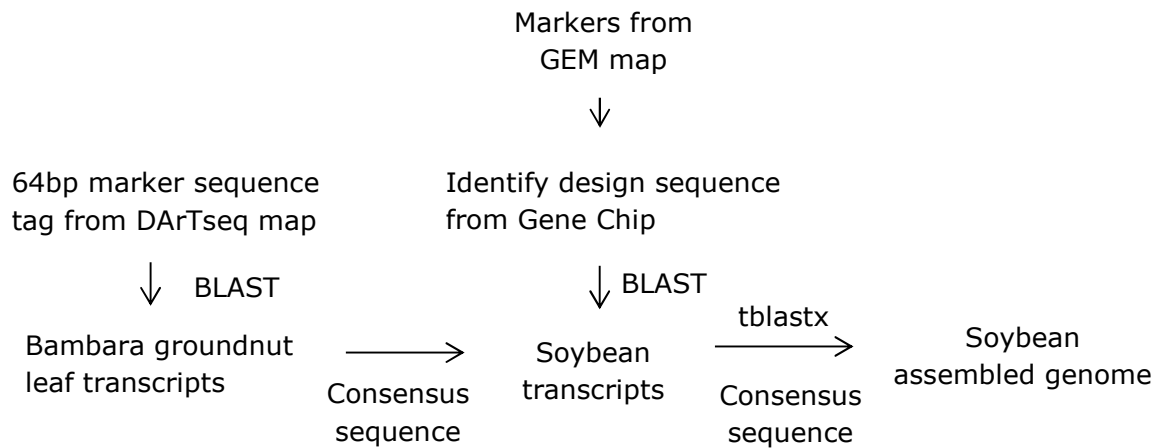 Markers from
GEM map
64bp marker sequence
tag from DArTseq map
Identify design sequence
from Gene Chip
BLAST
BLAST
tblastx
Bambara groundnut
leaf transcripts
Consensus
sequence
Soybean
transcripts
Consensus
sequence
Soybean
assembled genome